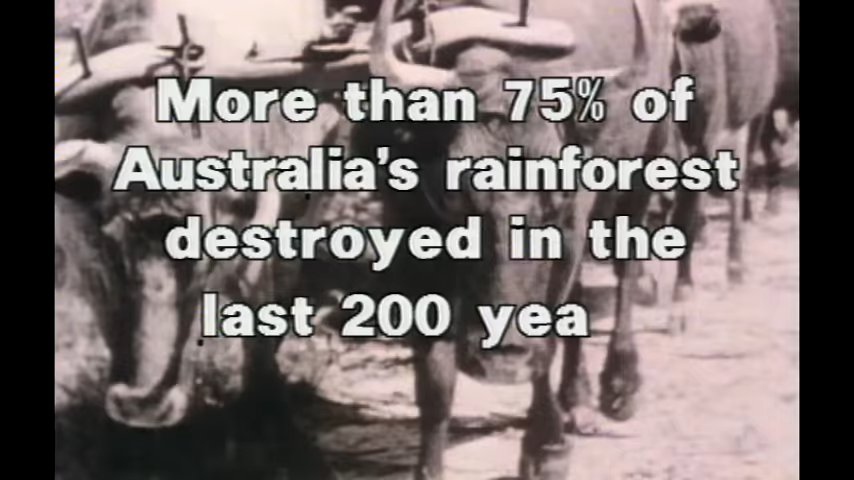 More than 75% of
Australia's rainforest
destroyed in the
last 200 yea